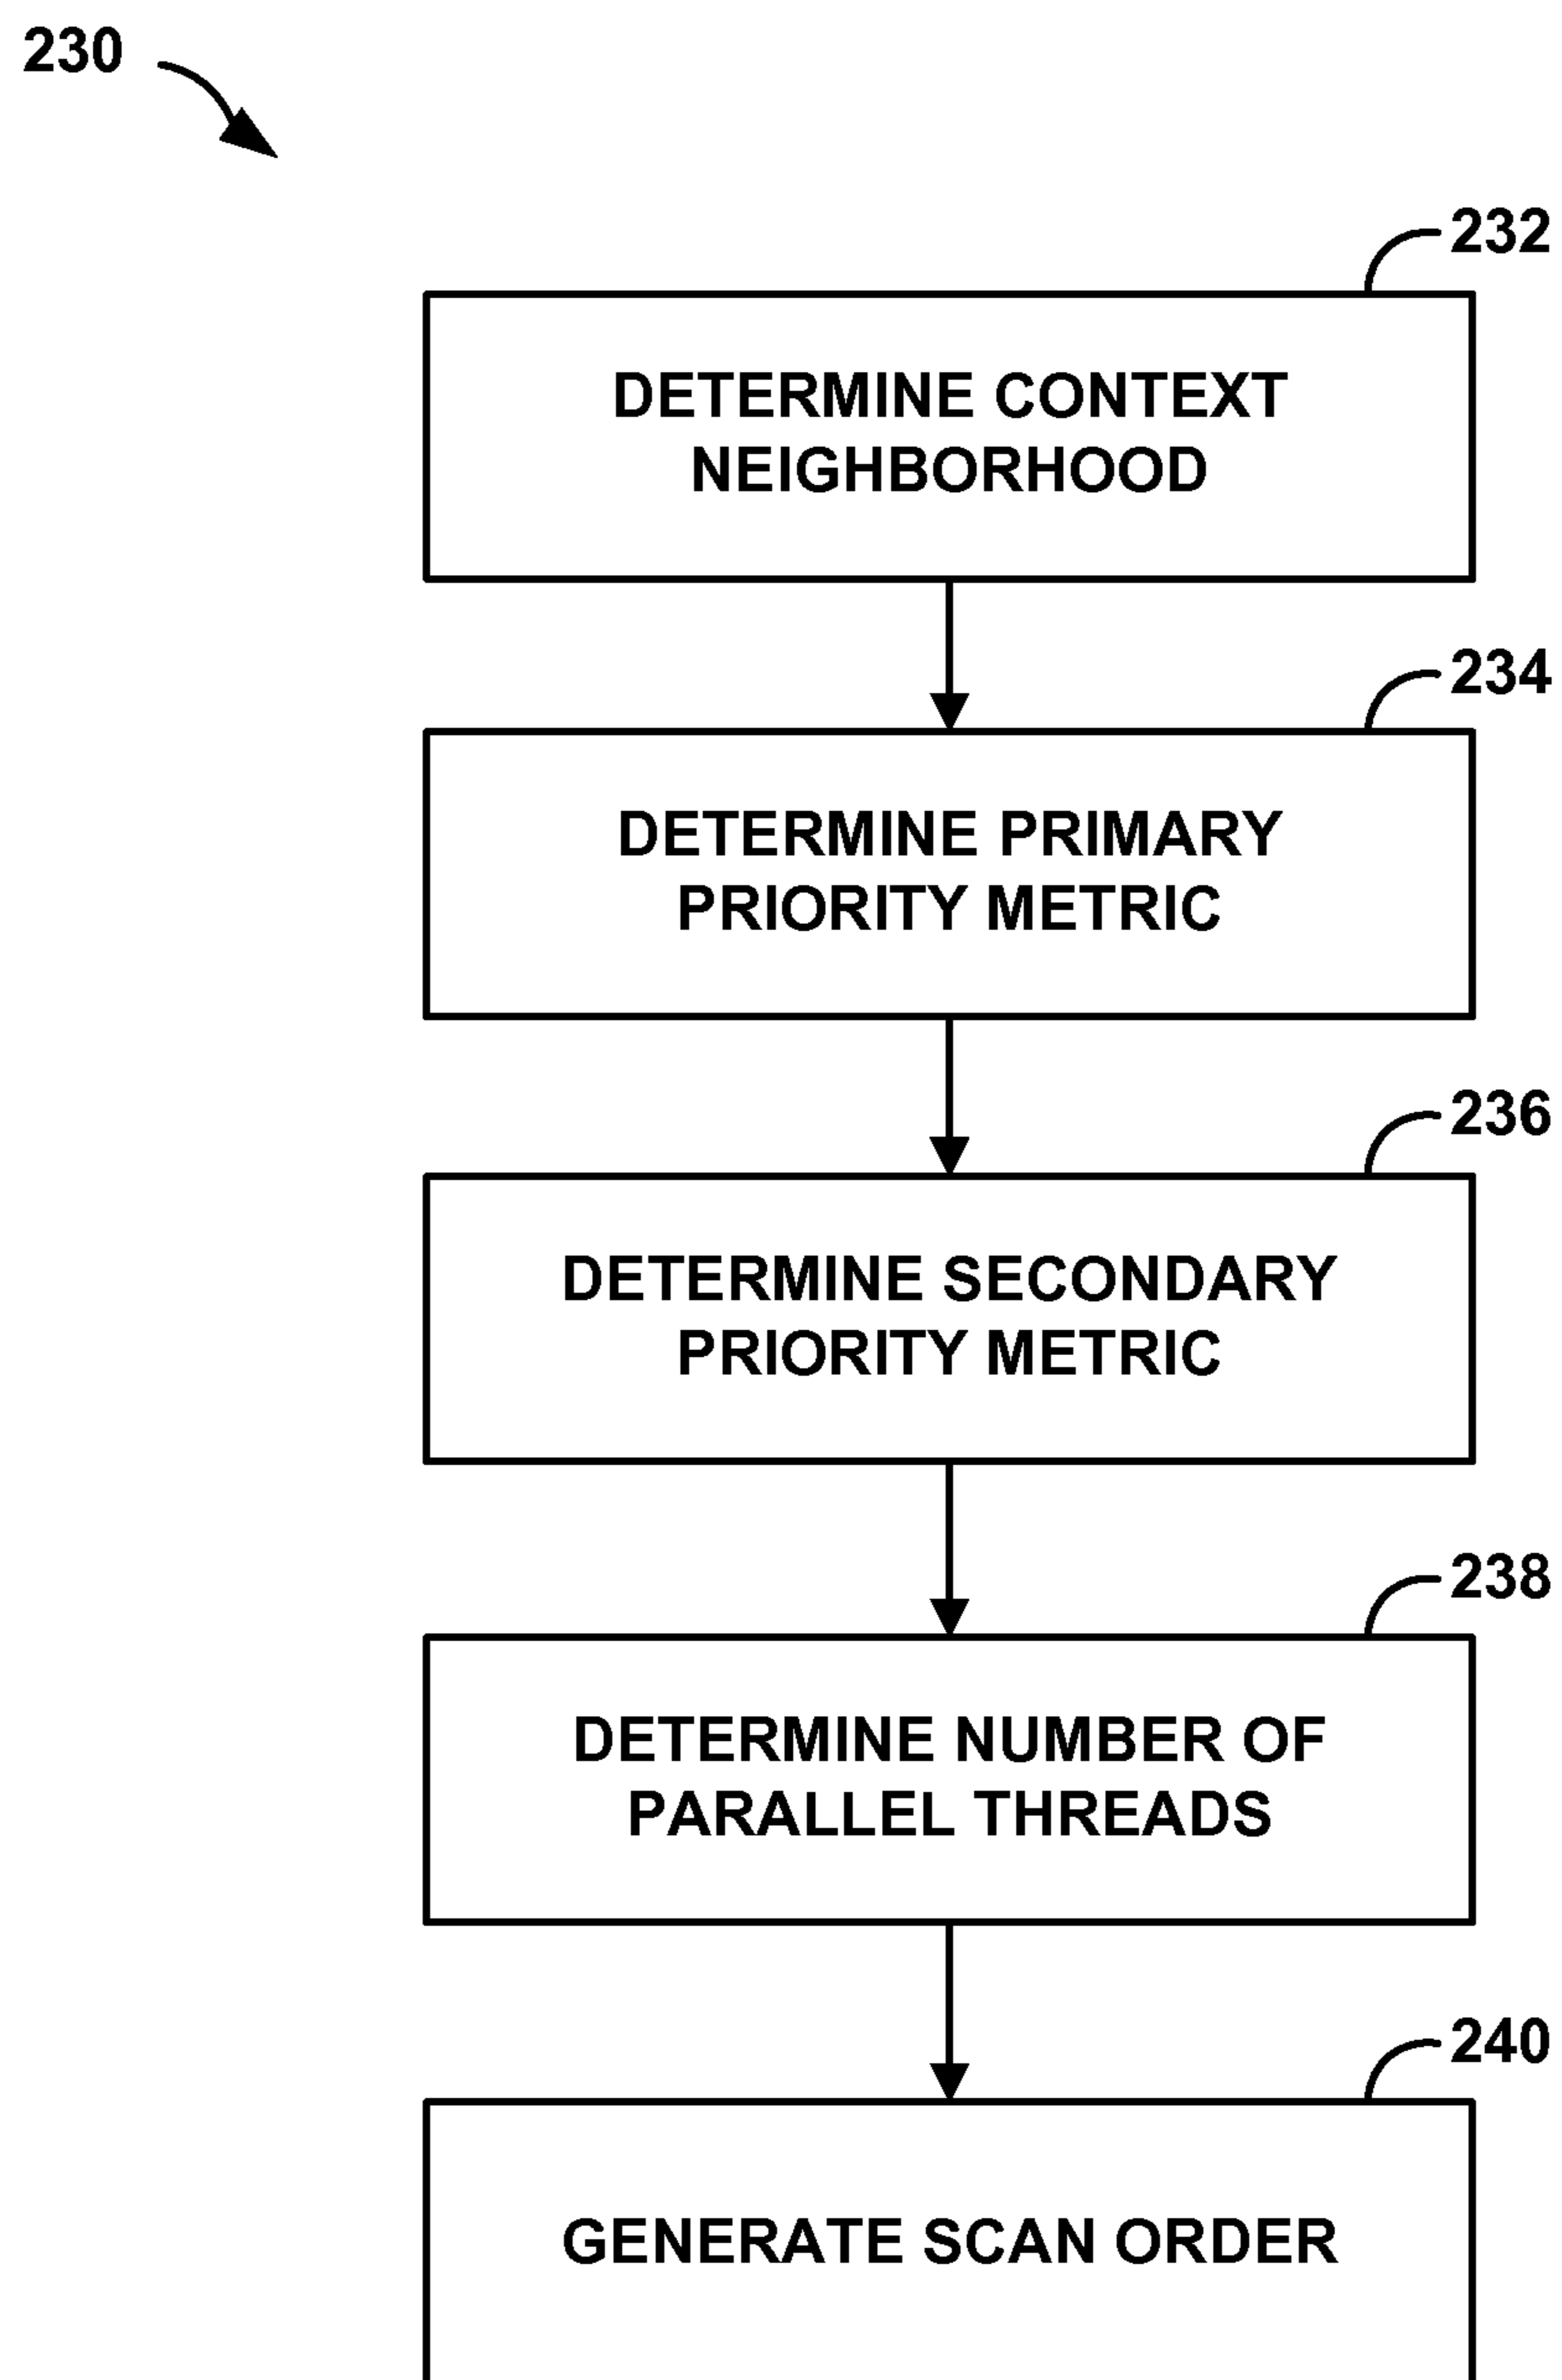 230
232
DETERMINE CONTEXT
NEIGHBORHOOD
234
DETERMINE PRIMARY
PRIORITY METRIC
236
DETERMINE SECONDARY
PRIORITY METRIC
238
DETERMINE NUMBER OF
PARALLEL THREADS
240
GENERATE SCAN ORDER